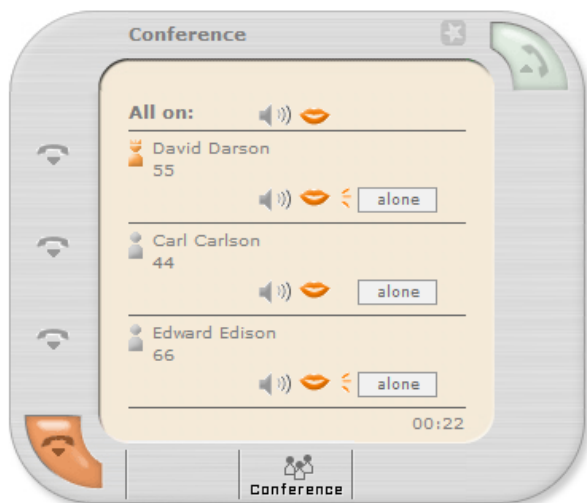 Conference
All on:
David Darson
55
alone
Carl Carlson
44
alone
Edward Edison
66
alone
00:22
Conference